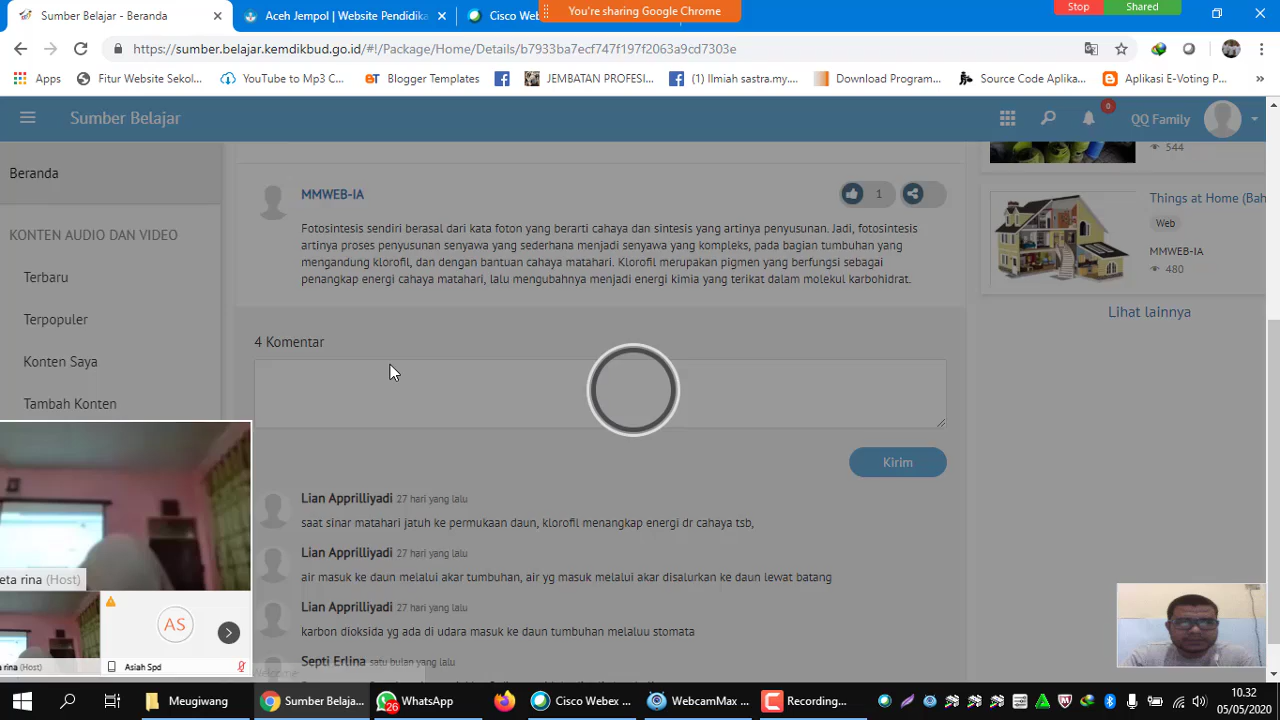 Sumber Belajar - Beranda
Aceh Jempol | Website Pendidika
Cisco Web
You're sharing Google Chrome
Stop
Shared
https://sumber.belajar.kemdikbud.go.id/#!/Package/Home/Details/b7933ba7ecf747f197f2063a9cd7303e
Apps
Fitur Website Sekol...
YouTube to Mp3 C...
Blogger Templates
JEMBATAN PROFESI...
(1) Ilmiah sastra.my....
Download Program...
Source Code Aplika...
Aplikasi E-Voting P...
Sumber Belajar
0
QQ Family
Beranda
KONTEN AUDIO DAN VIDEO
Terbaru
Terpopuler
Konten Saya
Tambah Konten
MMWEB-IA
1
Fotosintesis sendiri berasal dari kata foton yang berarti cahaya dan sintesis yang artinya penyusunan. Jadi, fotosintesis
artinya proses penyusunan senyawa yang sederhana menjadi senyawa yang kompleks, pada bagian tumbuhan yang
mengandung klorofil, dan dengan bantuan cahaya matahari. Klorofil merupakan pigmen yang berfungsi sebagai
penangkap energi cahaya matahari, lalu mengubahnya menjadi energi kimia yang terikat dalam molekul karbohidrat.
4 Komentar
Kirim
Lian Apprilliyadi 27 hari yang lalu
saat sinar matahari jatuh ke permukaan daun, klorofil menangkap energi dr cahaya tsb,
Lian Apprilliyadi 27 hari yang lalu
air masuk ke daun melalui akar tumbuhan, air yg masuk melalui akar disalurkan ke daun lewat batang
Lian Apprilliyadi 27 hari yang lalu
karbon dioksida yg ada di udara masuk ke daun tumbuhan melaluu stomata
Septi Erlina satu bulan yang lalu
544
Things at Home (Bah
Web
MMWEB-IA
480
Lihat lainnya
eta rina (Host)
a rina (Host)
AS
Asiah Spd
Welcome
Meugiwang
Sumber Belaja...
26
WhatsApp
Cisco Webex ...
WebcamMax ...
Recording...
10.32
05/05/2020